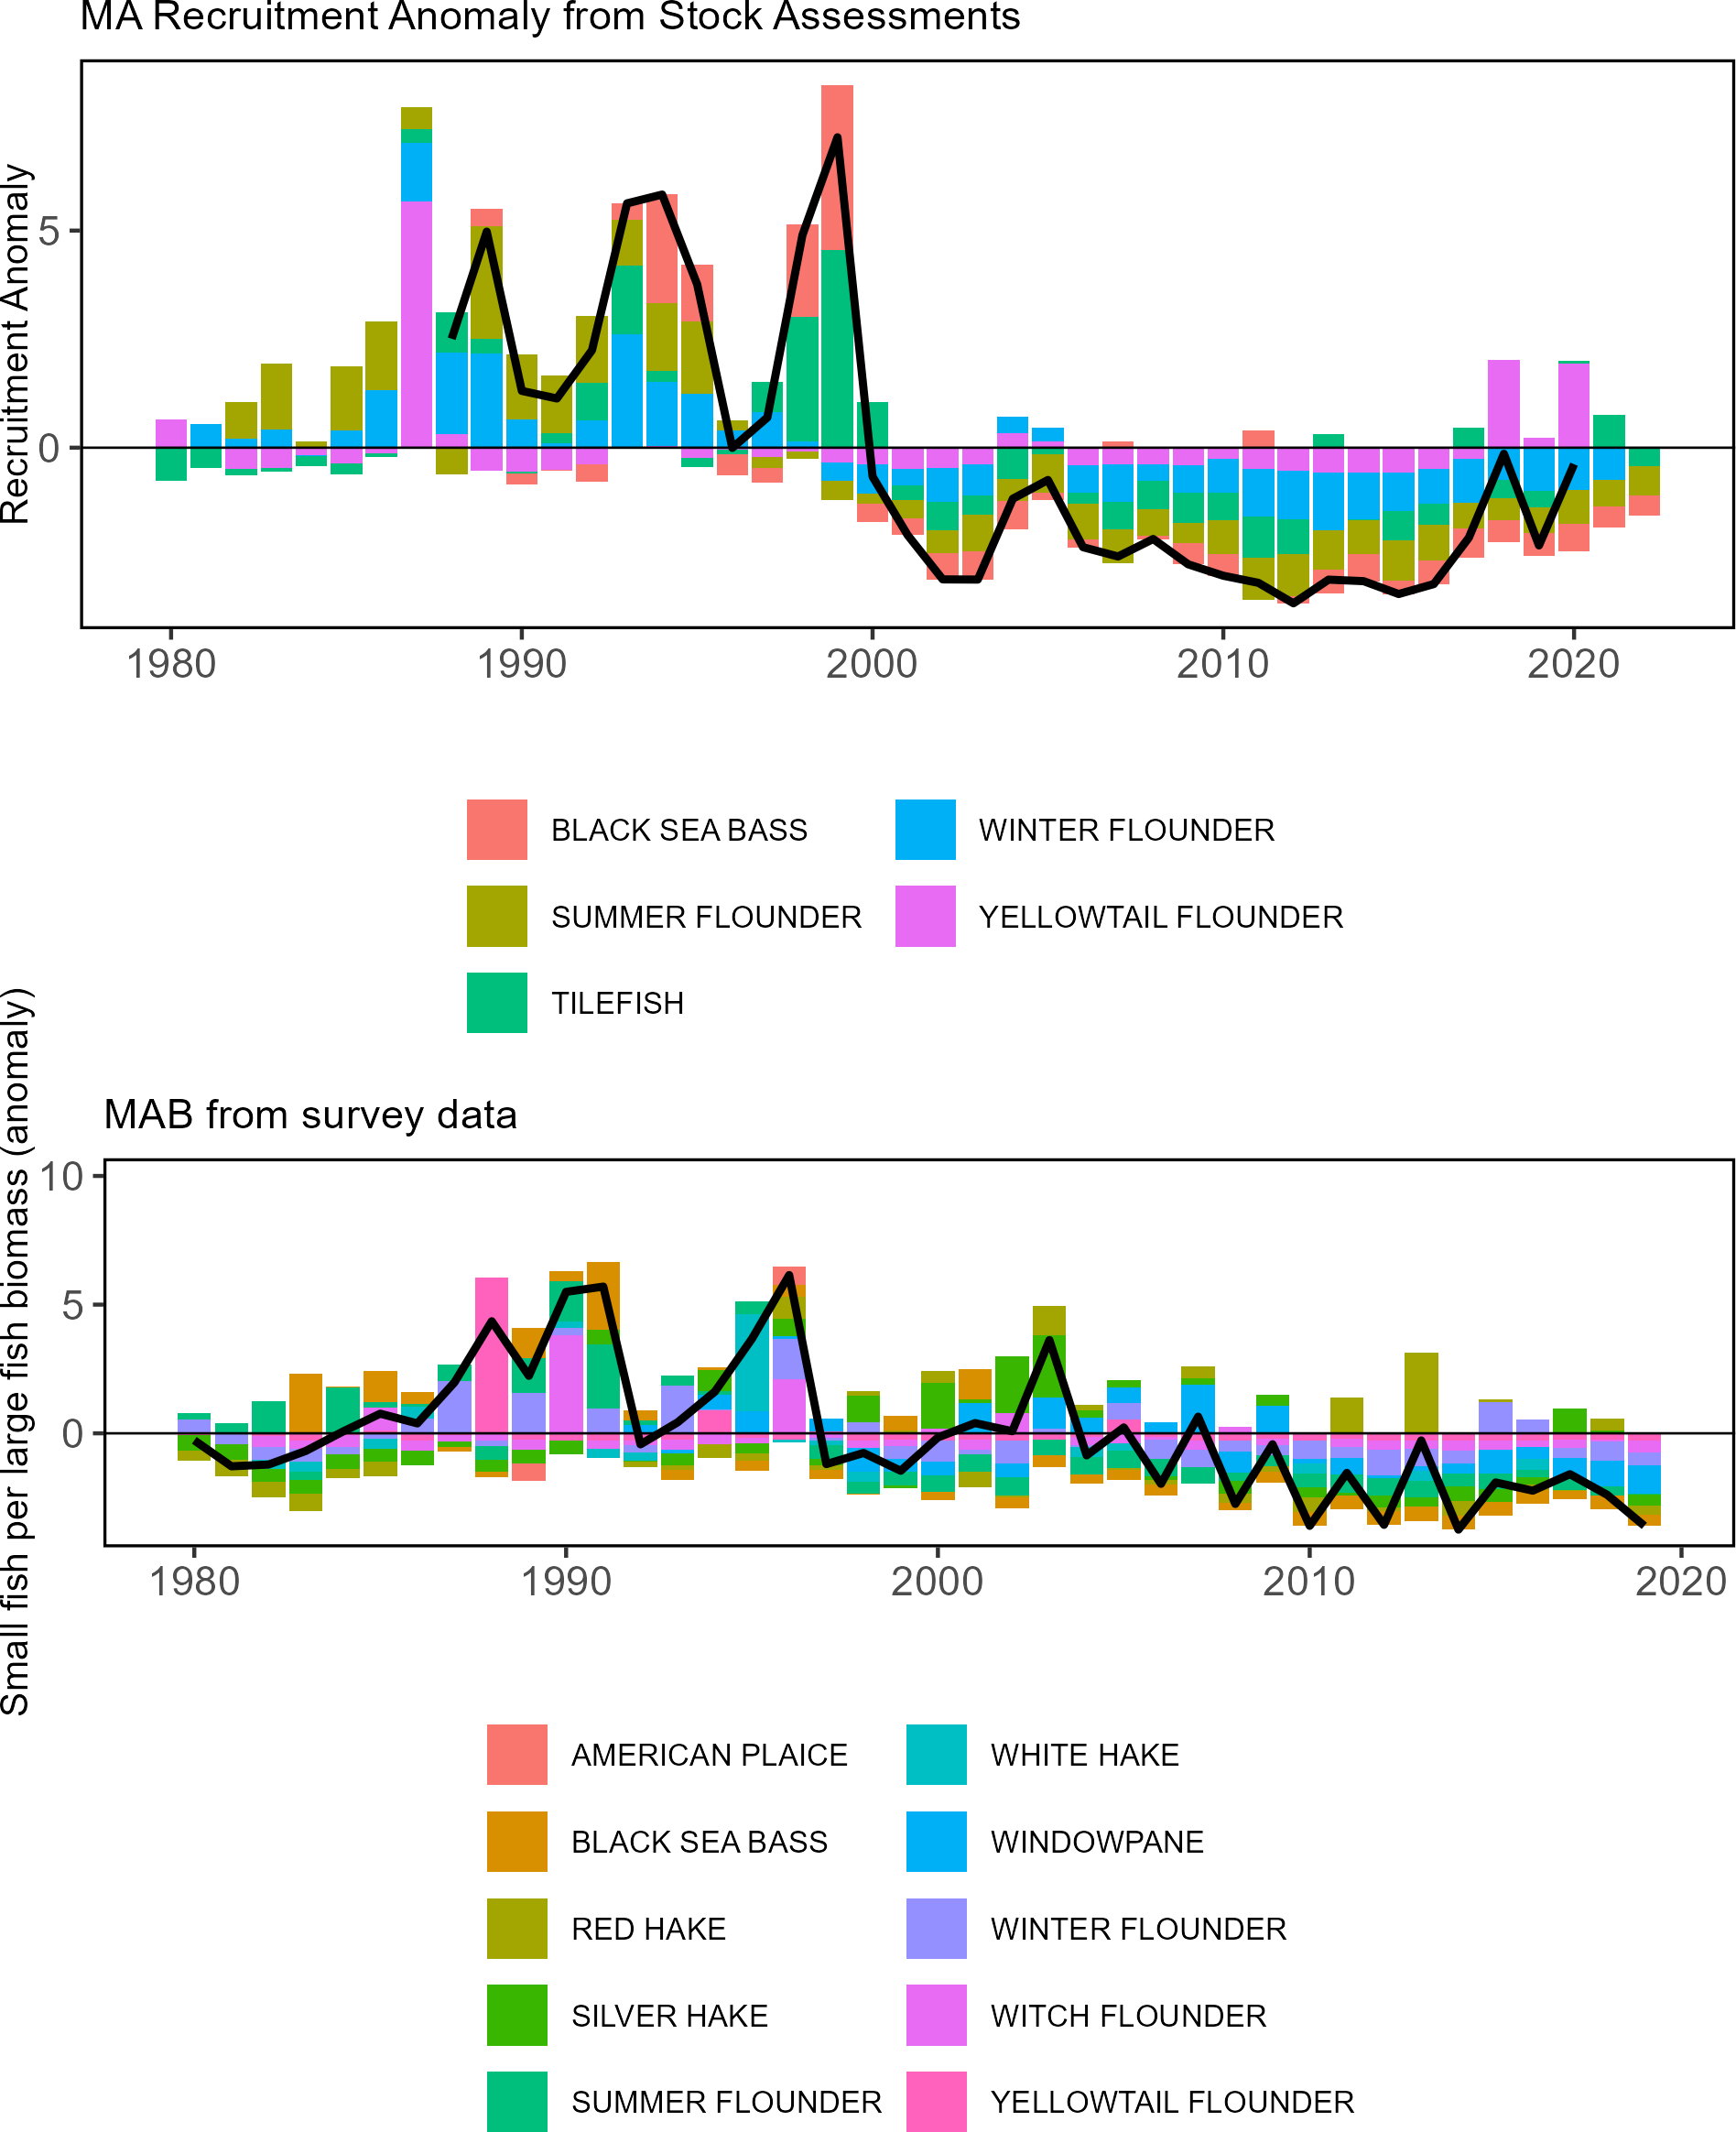 MA Recruitment Anomaly from Stock Assessments
Recruitment Anomaly
5
0
1980
1990
2000
2010
2020
BLACK SEA BASS
WINTER FLOUNDER
SUMMER FLOUNDER
YELLOWTAIL FLOUNDER
TILEFISH
MAB from survey data
Small fish per large fish biomass (anomaly)
10
5
0
1980
1990
2000
2010
2020
AMERICAN PLAICE
WHITE HAKE
BLACK SEA BASS
WINDOWPANE
RED HAKE
WINTER FLOUNDER
SILVER HAKE
WITCH FLOUNDER
SUMMER FLOUNDER
YELLOWTAIL FLOUNDER